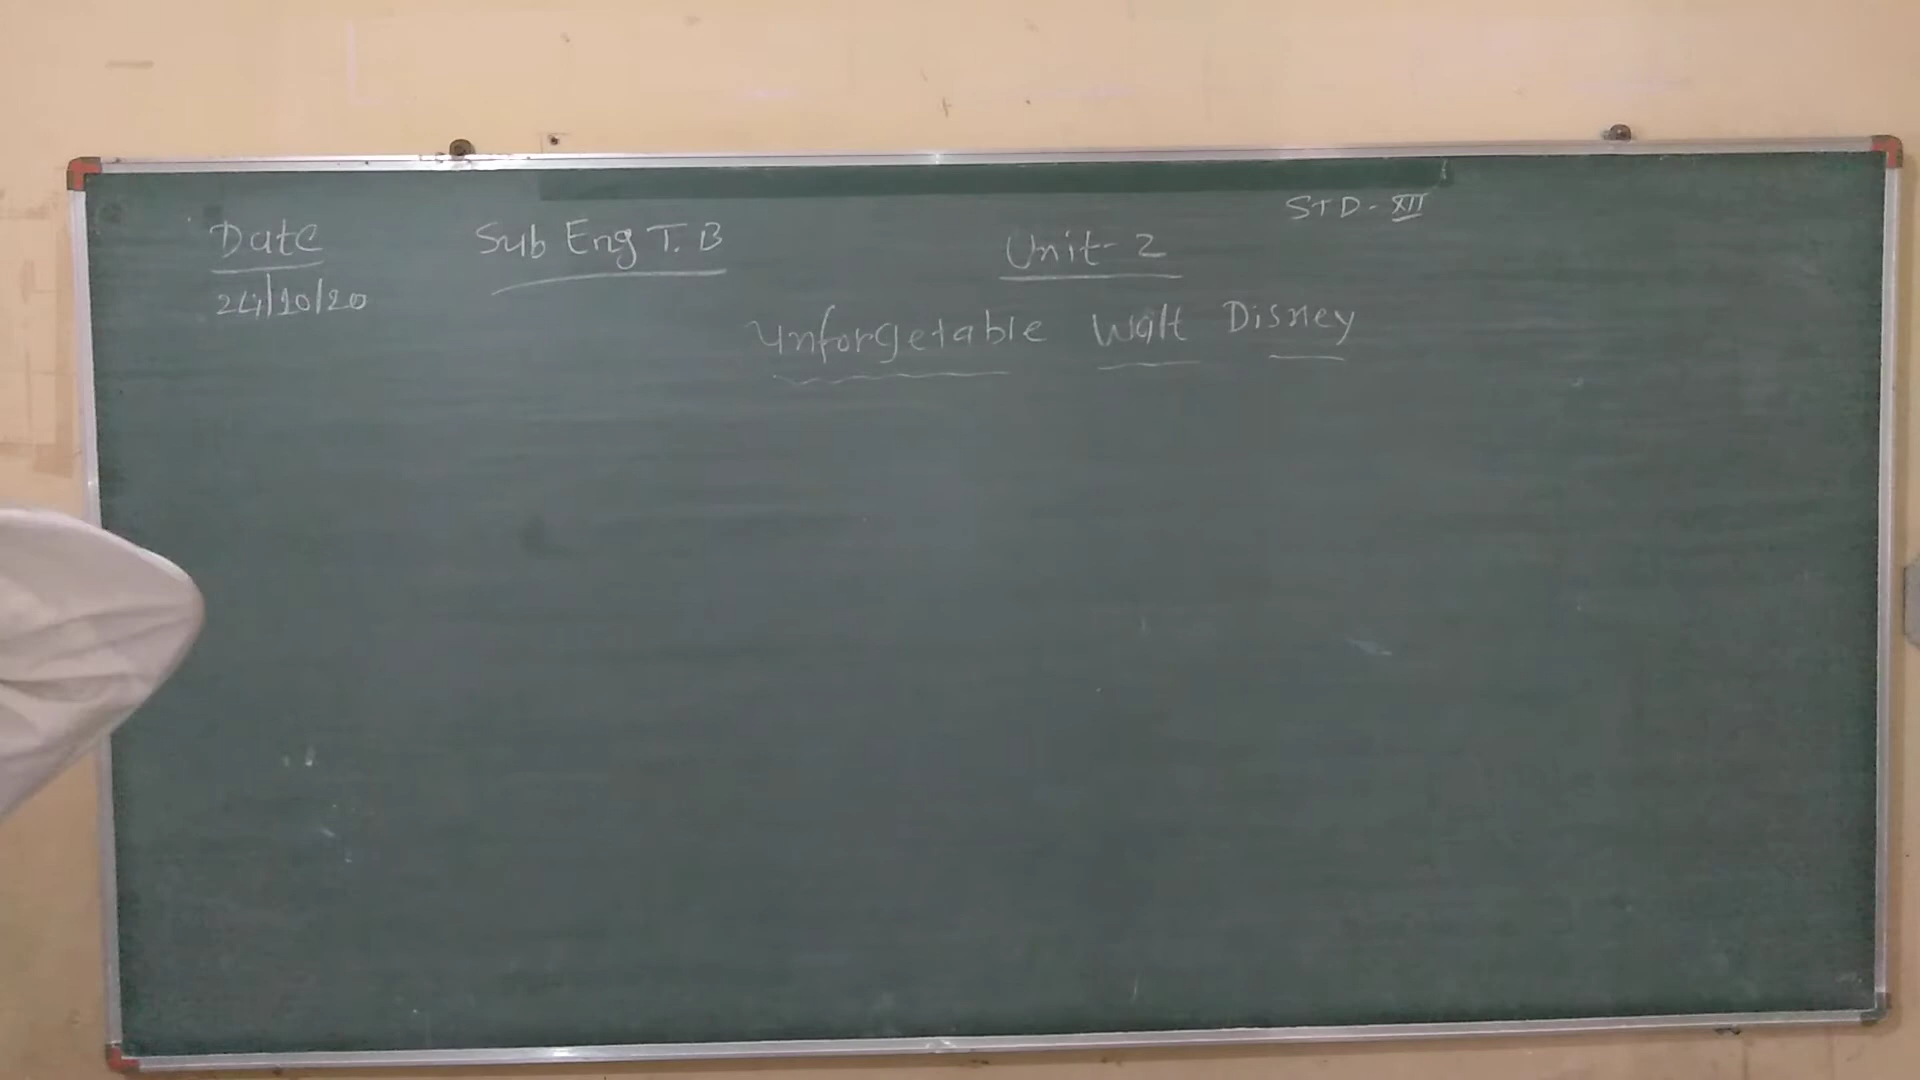 STD - XII
Date Sub Eng T. B Unit - 2
24/10/20
Unforgetable Walt Disney